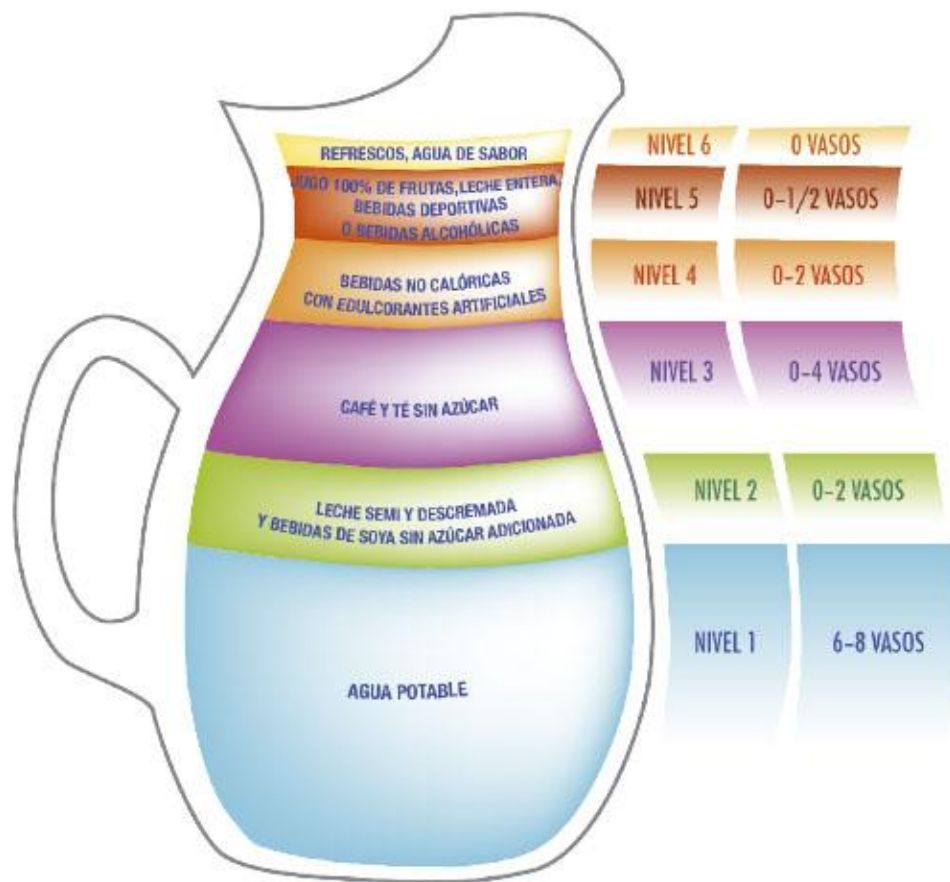 REFRESCOS, AGUA DE SABOR
NIVEL 6
0 VASOS
JUGO 100% DE FRUTAS, LECHE ENTERA,
BEBIDAS DEPORTIVAS
O BEBIDAS ALCOHÓLICAS
NIVEL 5
0–1/2 VASOS
BEBIDAS NO CALÓRICAS
CON EDULCORANTES ARTIFICIALES
NIVEL 4
0–2 VASOS
CAFÉ Y TÉ SIN AZÚCAR
NIVEL 3
0–4 VASOS
LECHE SEMI Y DESCREMADA
Y BEBIDAS DE SOYA SIN AZÚCAR ADICIONADA
NIVEL 2
0–2 VASOS
AGUA POTABLE
NIVEL 1
6–8 VASOS